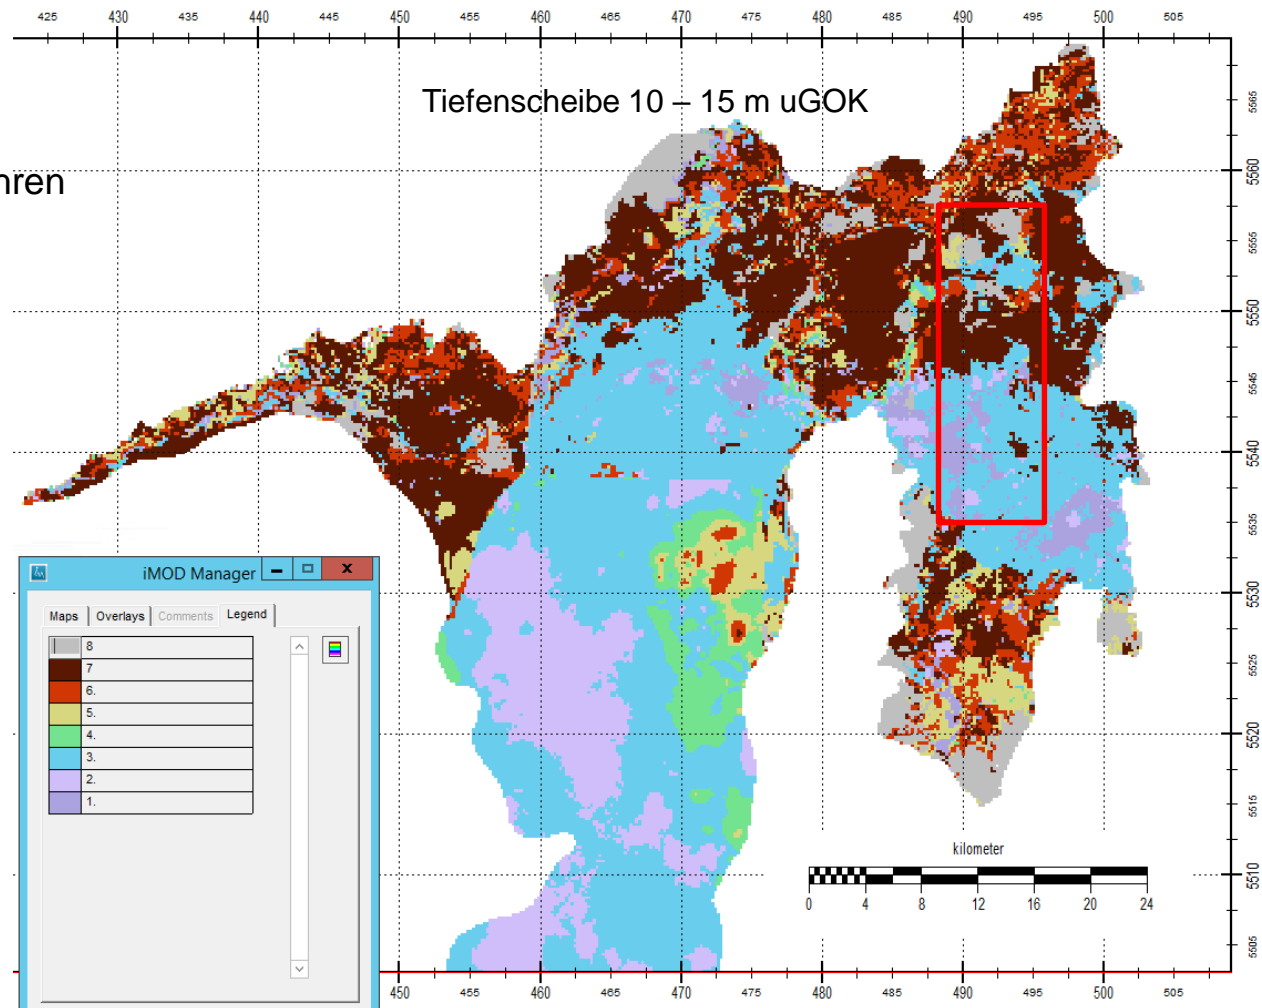 425 430 435 440 445 450 455 460 465 470 475 480 485 490 495 500 505
Tiefenscheibe 10 – 15 m uGOK
hren
5565
5560
5555
5550
5545
5540
5535
5530
5525
5520
5515
5510
5505
iMOD Manager
Maps Overlays Comments Legend
8
7
6.
5.
4.
3.
2.
1.
kilometer
0 4 8 12 16 20 24
450 455 460 465 470 475 480 485 490 495 500 505